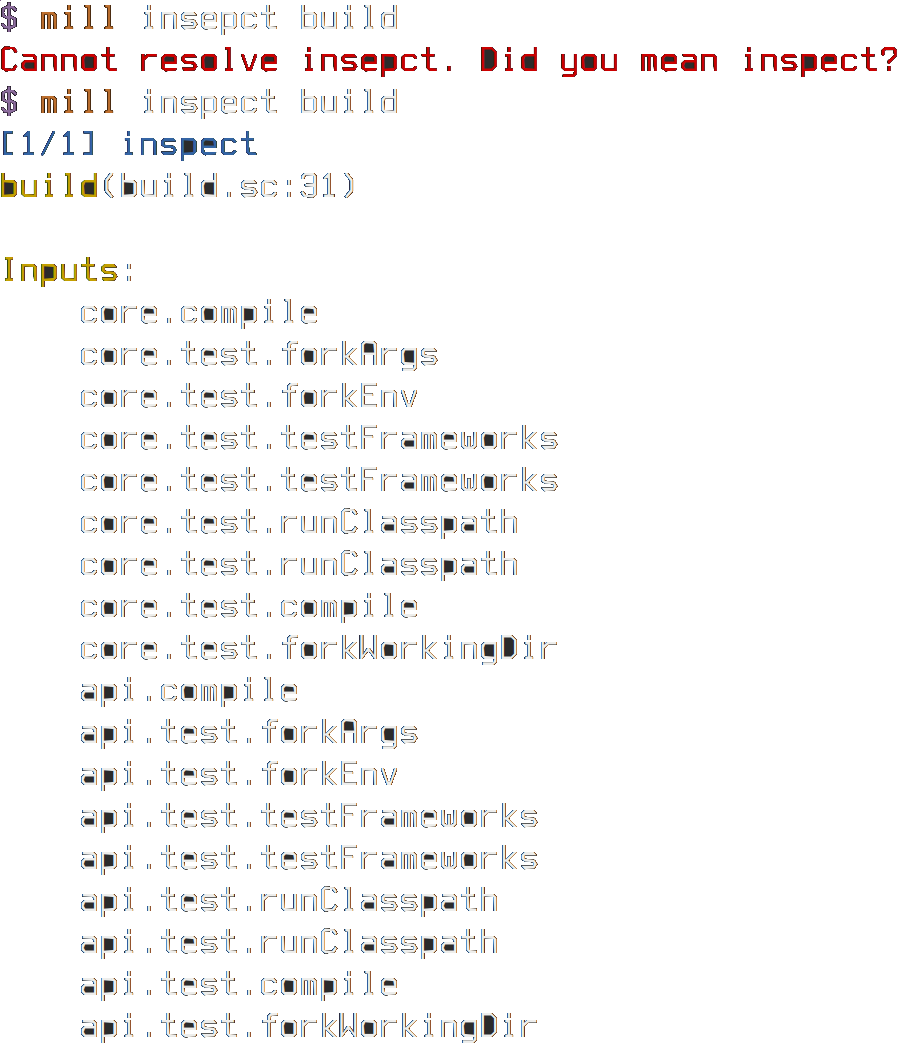 $ mill insepct build
Cannot resolve insepct. Did you mean inspect?
$ mill inspect build
[1/1] inspect
build(build.sc:31)
Inputs:
core.compile
core.test.forkArgs
core.test.forkEnv
core.test.testFrameworks
core.test.testFrameworks
core.test.runClasspath
core.test.runClasspath
core.test.compile
core.test.forkWorkingDir
api.compile
api.test.forkArgs
api.test.forkEnv
api.test.testFrameworks
api.test.testFrameworks
api.test.runClasspath
api.test.runClasspath
api.test.compile
api.test.forkWorkingDir